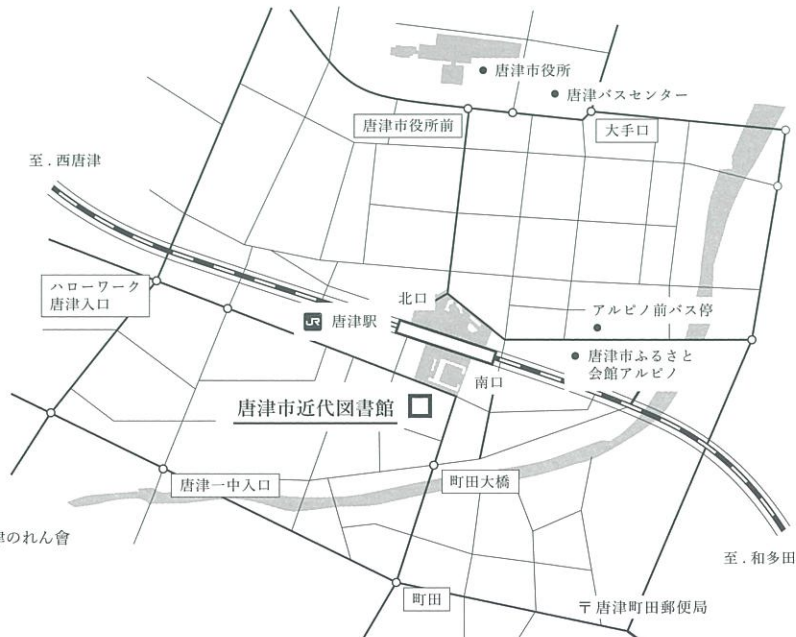 唐津市役所
唐津バスセンター
唐津市役所前
大手口
至.西唐津
ハローワーク
唐津入口
北口
JR 唐津駅
アルピノ前バス停
唐津市ふるさと
会館アルピノ
南口
唐津市近代図書館
唐津一中入口
町田大橋
津のれん會
至.和多田
町田
〒唐津町田郵便局